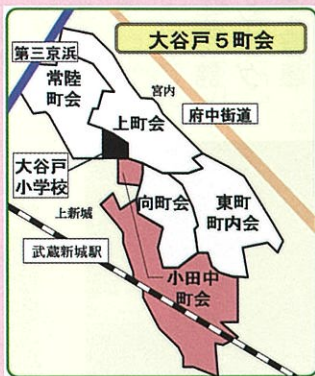 大谷戸５町会
第三京浜
常陸
町会
宮内
上町会
府中街道
大谷戸
小学校
上新城
向町会
東町
町内会
武蔵新城駅
小田中
町会